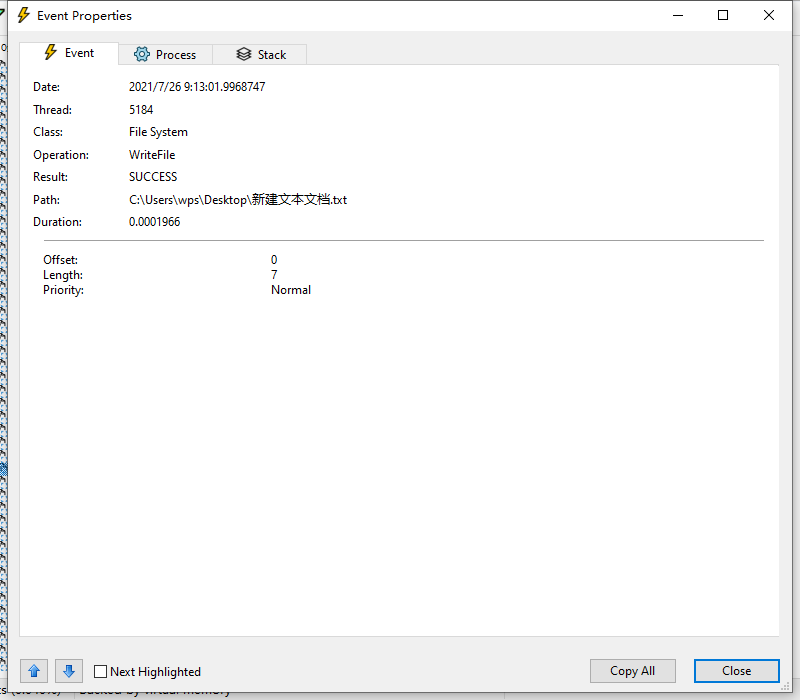 Event Properties
Event Process Stack
Date: 2021/7/26 9:13:01.9968747
Thread: 5184
Class: File System
Operation: WriteFile
Result: SUCCESS
Path: C:\Users\wps\Desktop\新建文本文档.txt
Duration: 0.0001966
Offset: 0
Length: 7
Priority: Normal
Next Highlighted Copy All Close